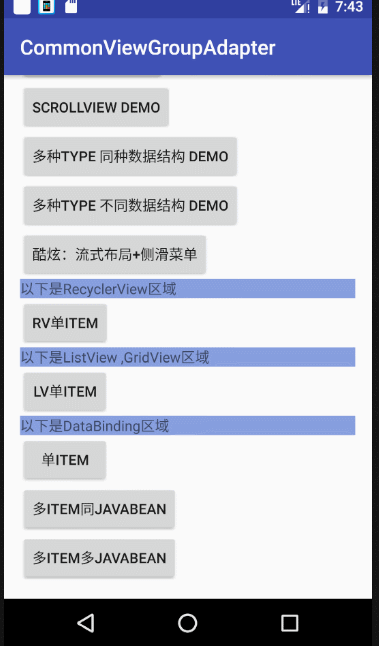 LTE 7:43
CommonViewGroupAdapter
SCROLLVIEW DEMO
多种TYPE 同种数据结构 DEMO
多种TYPE 不同数据结构 DEMO
酷炫：流式布局+侧滑菜单
以下是RecyclerView区域
RV单ITEM
以下是ListView ,GridView区域
LV单ITEM
以下是DataBinding区域
单ITEM
多ITEM同JAVABEAN
多ITEM多JAVABEAN